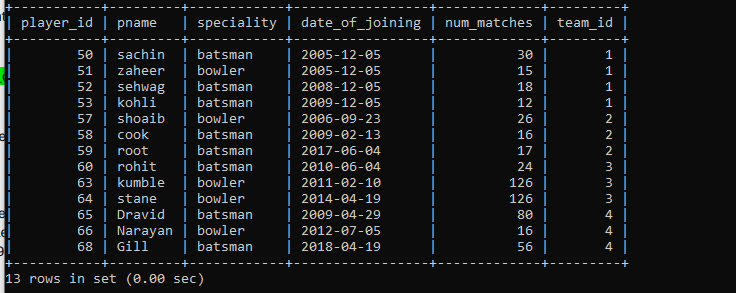 | player_id | pname | speciality | date_of_joining | num_matches | team_id |
| 50 | sachin | batsman | 2005-12-05 | 30 | 1 |
| 51 | zaheer | bowler | 2005-12-05 | 15 | 1 |
| 52 | sehwag | batsman | 2008-12-05 | 18 | 1 |
| 53 | kohli | batsman | 2009-12-05 | 12 | 1 |
| 57 | shoaib | bowler | 2006-09-23 | 26 | 2 |
| 58 | cook | batsman | 2009-02-13 | 16 | 2 |
| 59 | root | batsman | 2017-06-04 | 17 | 2 |
| 60 | rohit | batsman | 2010-06-04 | 24 | 3 |
| 63 | kumble | bowler | 2011-02-10 | 126 | 3 |
| 64 | stane | bowler | 2014-04-19 | 126 | 3 |
| 65 | Dravid | batsman | 2009-04-29 | 80 | 4 |
| 66 | Narayan | bowler | 2012-07-05 | 16 | 4 |
| 68 | Gill | batsman | 2018-04-19 | 56 | 4 |
13 rows in set (0.00 sec)